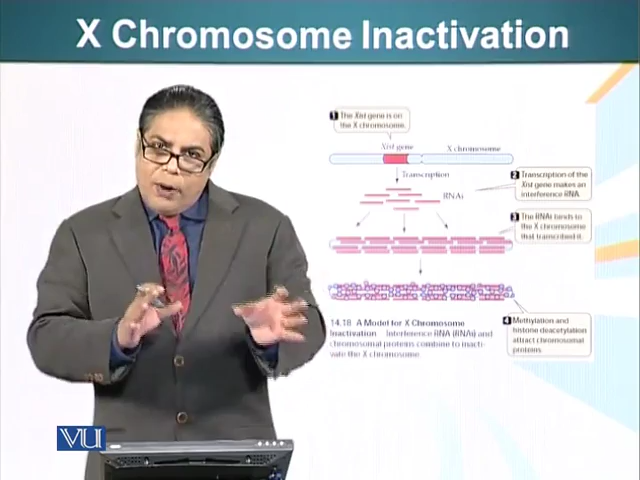 X Chromosome Inactivation
1 The Xist gene is on
the X chromosome.
Xist gene
X chromosome
Transcription
2 Transcription of the
Xist gene makes an
interference RNA.
RNAi
3 The RNAi binds to
the X chromosome
that transcribed it.
4 Methylation and
histone deacetylation
attract chromosomal
proteins.
14.18 A Model for X Chromosome
Inactivation Interference RNA (RNAi) and
chromosomal proteins combine to inacti-
vate the X chromosome.
VU